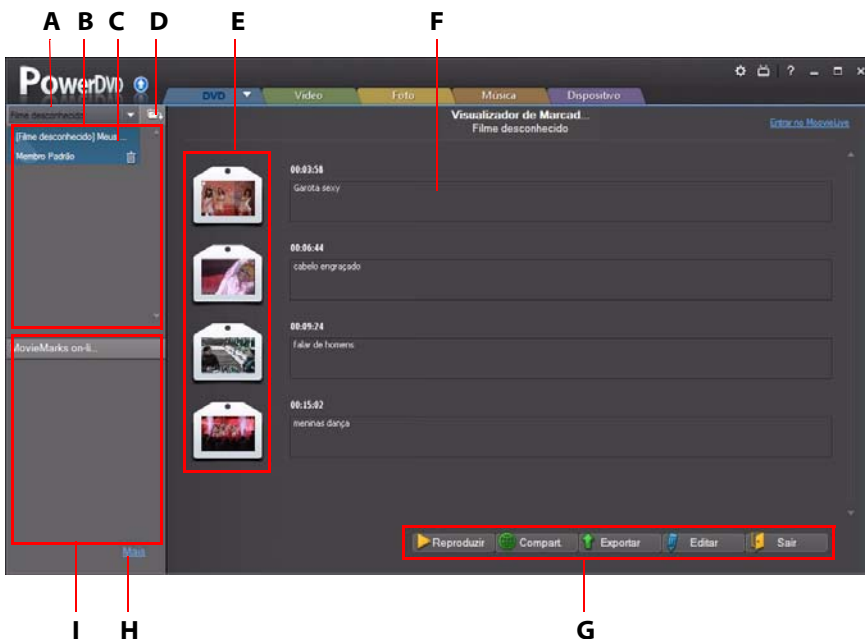 A B C D E F
PowerDVD
?
DVD Vídeo Foto Música Dispositivo
Filme desconhecido
Visualizador de Marcad...
Filme desconhecido
Entrar no MoovieLive
[Filme desconhecido] Meus ...
Membro Padrão
00:03:58
Garota sexy
00:06:44
cabelo engraçado
00:09:24
falar de homens
00:15:02
meninas dança
MovieMarks on-li...
Mais
Reproduzir Compart. Exportar Editar Sair
I H G